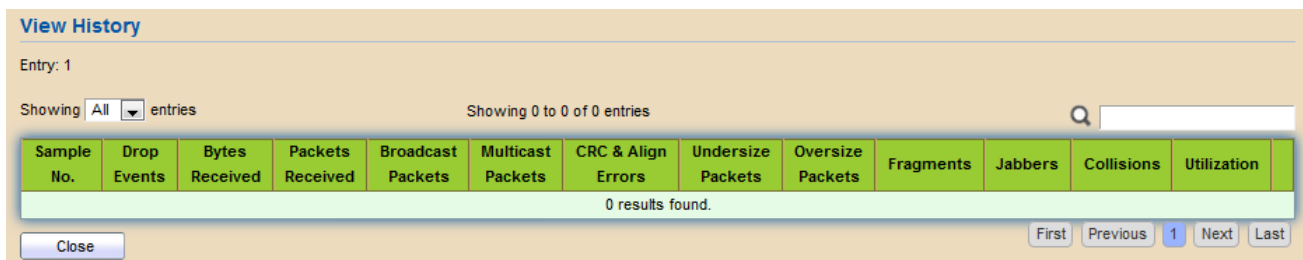 View History
Entry: 1
Showing All entries Showing 0 to 0 of 0 entries
Sample No. Drop Events Bytes Received Packets Received Broadcast Packets Multicast Packets CRC & Align Errors Undersize Packets Oversize Packets Fragments Jabbers Collisions Utilization
0 results found.
Close First Previous 1 Next Last